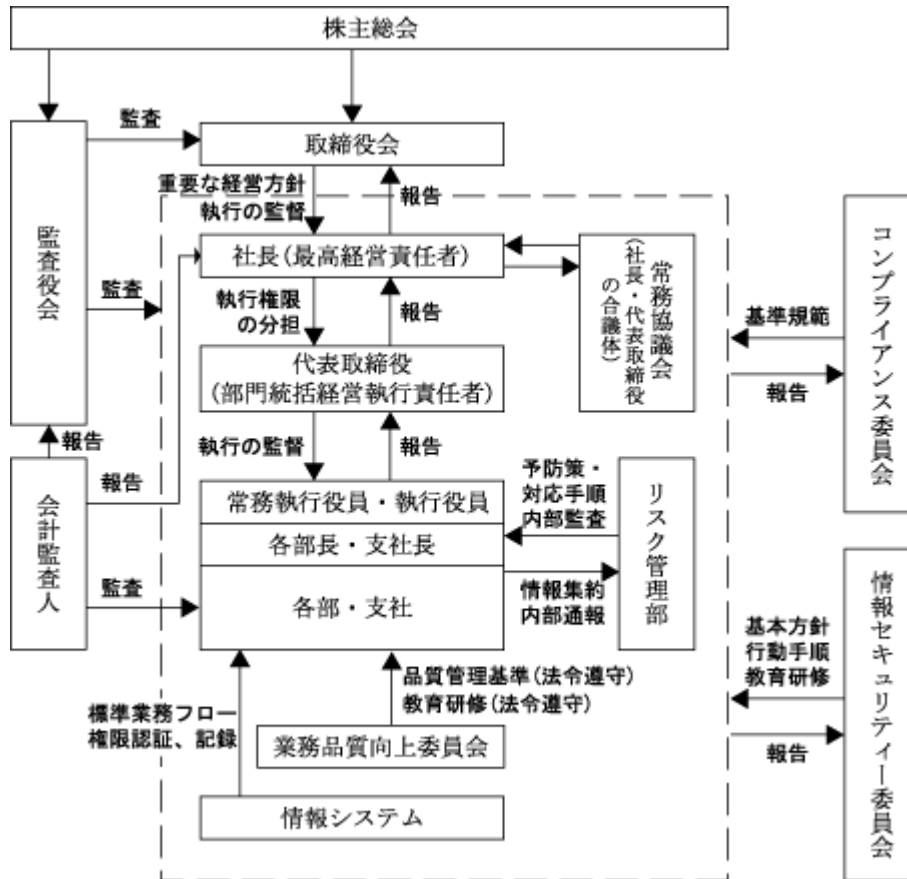 株主総会
監査
取締役会
重要な経営方針
執行の監督
報告
監査役会
社長(最高経営責任者)
常務協議会
(社長・代表取締役
の合議体)
コンプライアンス委員会
監査
執行権限
の分担
報告
基準規範
報告
代表取締役
(部門統括経営執行責任者)
報告
執行の監督
報告
会計監査人
報告
常務執行役員・執行役員
予防策・
対応手順
内部監査
リスク管理部
各部長・支社長
監査
各部・支社
情報集約
内部通報
情報セキュリティー委員会
基本方針
行動手順
教育研修
報告
品質管理基準(法令遵守)
教育研修(法令遵守)
標準業務フロー
権限認証、記録
業務品質向上委員会
情報システム